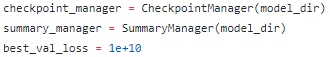 checkpoint_manager = CheckpointManager(model_dir)
summary_manager = SummaryManager(model_dir)
best_val_loss = 1e+10